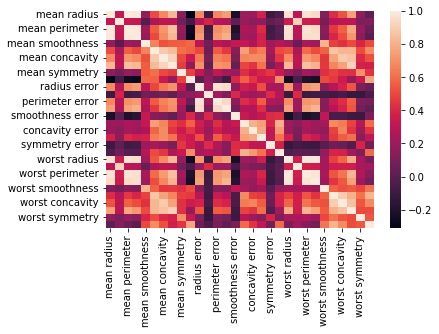 mean radius
mean perimeter
mean smoothness
mean concavity
mean symmetry
radius error
perimeter error
smoothness error
concavity error
symmetry error
worst radius
worst perimeter
worst smoothness
worst concavity
worst symmetry
mean radius
mean perimeter
mean smoothness
mean concavity
mean symmetry
radius error
perimeter error
smoothness error
concavity error
symmetry error
worst radius
worst perimeter
worst smoothness
worst concavity
worst symmetry
1.0
0.8
0.6
0.4
0.2
0.0
−0.2